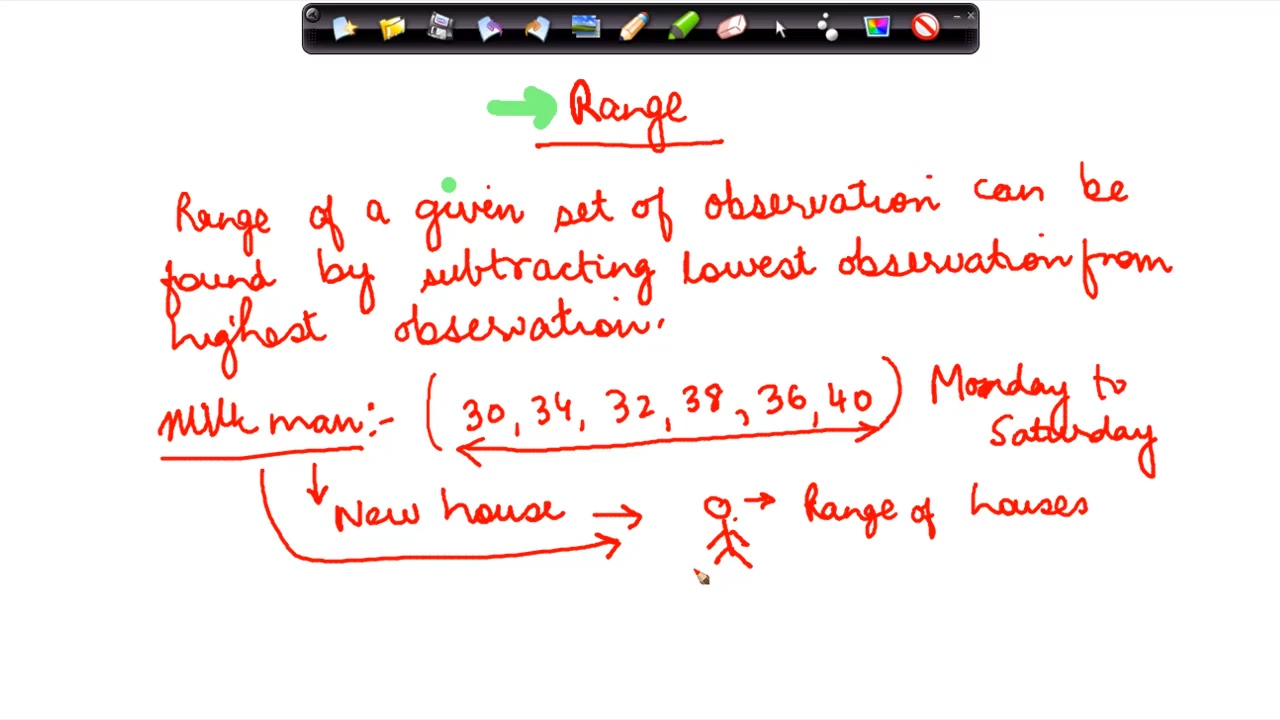 Range
Range of a given set of observation can be
found by subtracting lowest observation from
highest observation.
Milk man:- (30, 34, 32, 38, 36, 40) Monday to
Saturday
New house → → Range of houses